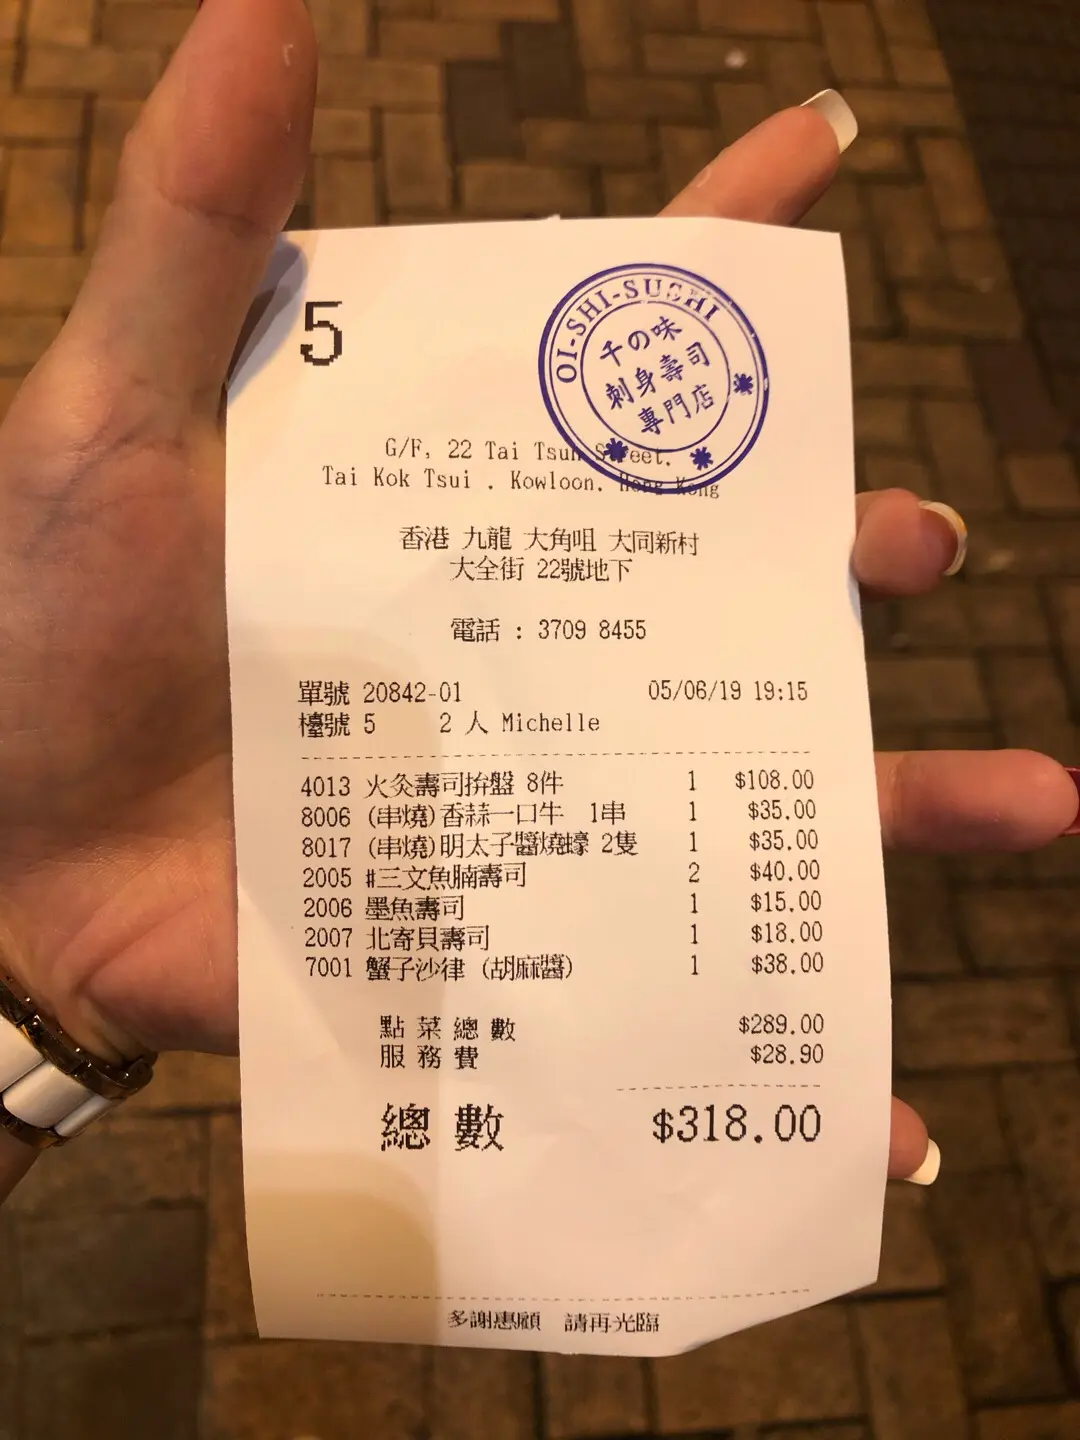 5
OI-SHI-SUSHI
千の味
刺身壽司
專門店
G/F, 22 Tai Tsun Street,
Tai Kok Tsui . Kowloon. Hong Kong
香港 九龍 大角咀 大同新村
大全街 22號地下
電話 : 3709 8455
單號 20842-01 05/06/19 19:15
檯號 5 2 人 Michelle
4013 火灸壽司拚盤 8件 1 $108.00
8006 (串燒)香蒜一口牛 1串 1 $35.00
8017 (串燒)明太子醬燒蠔 2隻 1 $35.00
2005 #三文魚腩壽司 2 $40.00
2006 墨魚壽司 1 $15.00
2007 北寄貝壽司 1 $18.00
7001 蟹子沙律 (胡麻醬) 1 $38.00
點菜總數 $289.00
服務費 $28.90
總數 $318.00
多謝惠顧 請再光臨